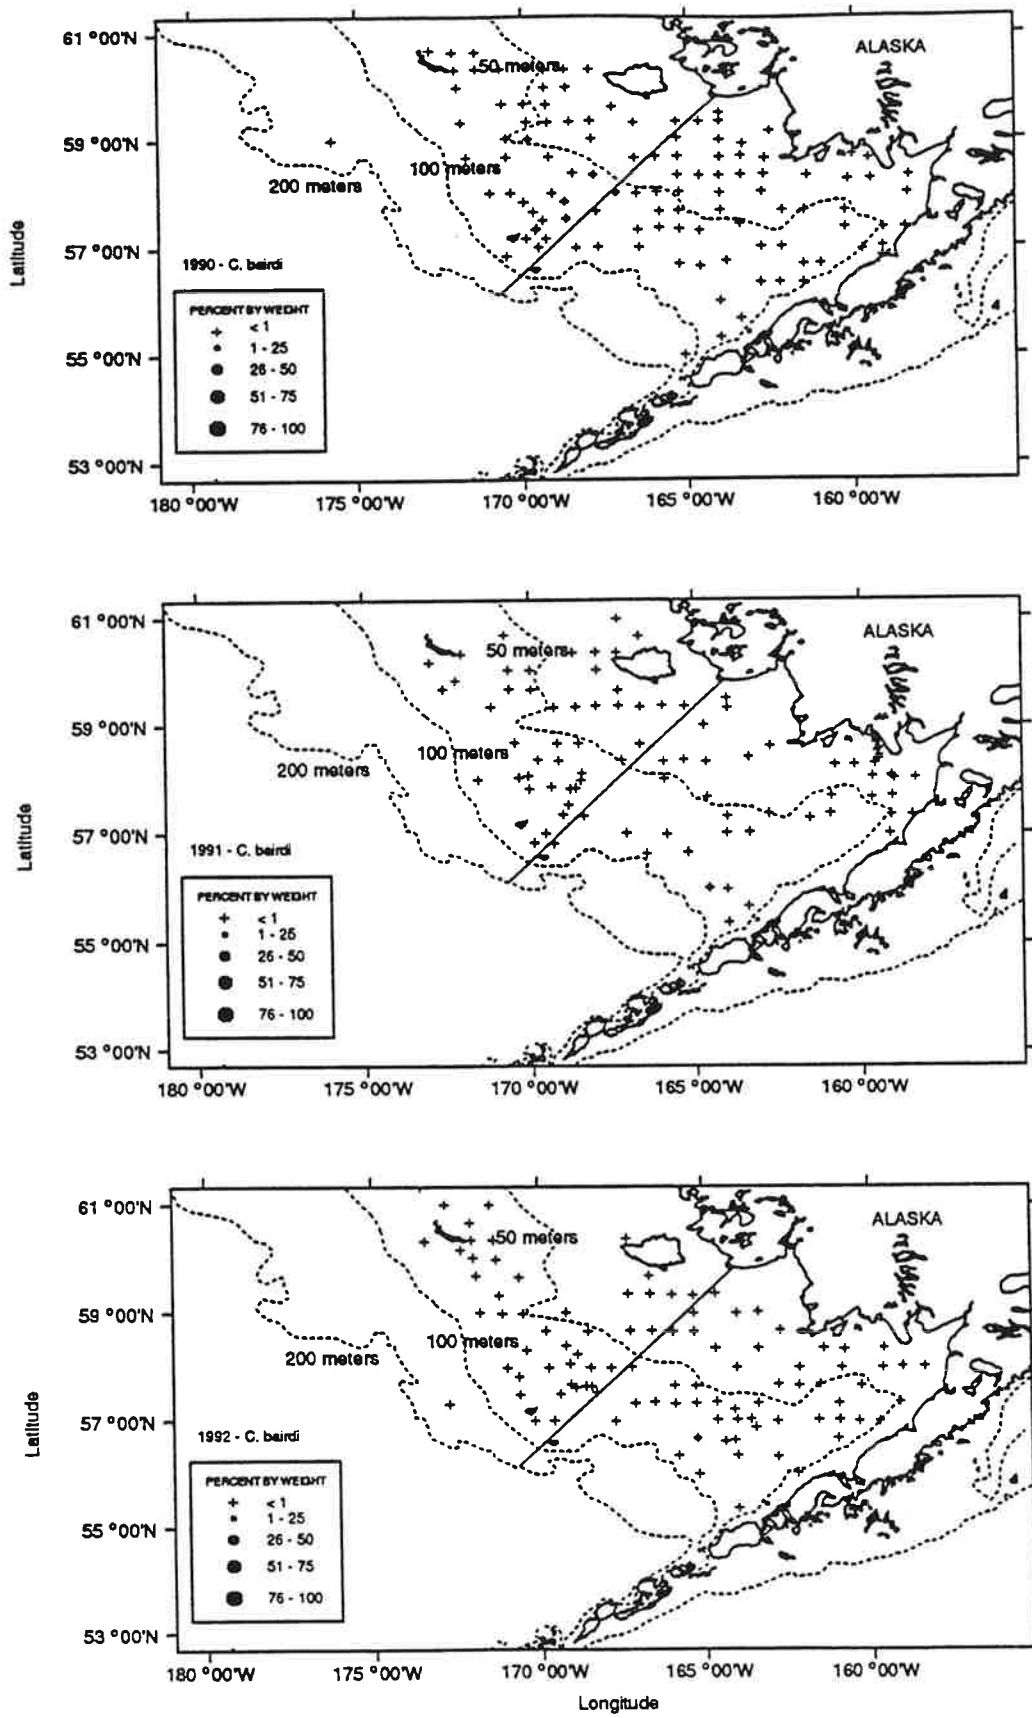 61 °00'N
ALASKA
50 meters
59 °00'N
100 meters
200 meters
Latitude
57 °00'N
1990 - C. bairdi
PERCENT BY WEIGHT
< 1
1 - 25
26 - 50
51 - 75
76 - 100
4
55 °00'N
53 °00'N
180 °00'W
175 °00'W
170 °00'W
165 °00'W
160 °00'W
61 °00'N
ALASKA
50 meters
59 °00'N
100 meters
200 meters
Latitude
57 °00'N
1991 - C. bairdi
PERCENT BY WEIGHT
< 1
1 - 25
26 - 50
51 - 75
76 - 100
4
55 °00'N
53 °00'N
180 °00'W
175 °00'W
170 °00'W
165 °00'W
160 °00'W
61 °00'N
ALASKA
50 meters
59 °00'N
100 meters
200 meters
Latitude
57 °00'N
1992 - C. bairdi
PERCENT BY WEIGHT
< 1
1 - 25
26 - 50
51 - 75
76 - 100
4
55 °00'N
53 °00'N
180 °00'W
175 °00'W
170 °00'W
165 °00'W
160 °00'W
Longitude